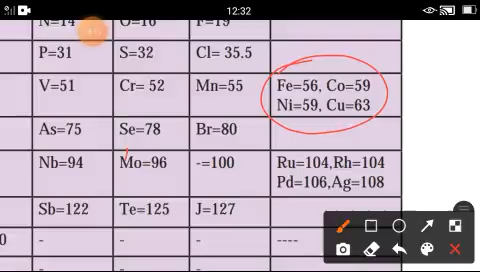 12:32
N=14 O=16 F=19
P=31 S=32 Cl= 35.5
V=51 Cr= 52 Mn=55 Fe=56, Co=59
Ni=59, Cu=63
As=75 Se=78 Br=80
Nb=94 Mo=96 -=100 Ru=104,Rh=104
Pd=106,Ag=108
Sb=122 Te=125 J=127
0 - - - ----